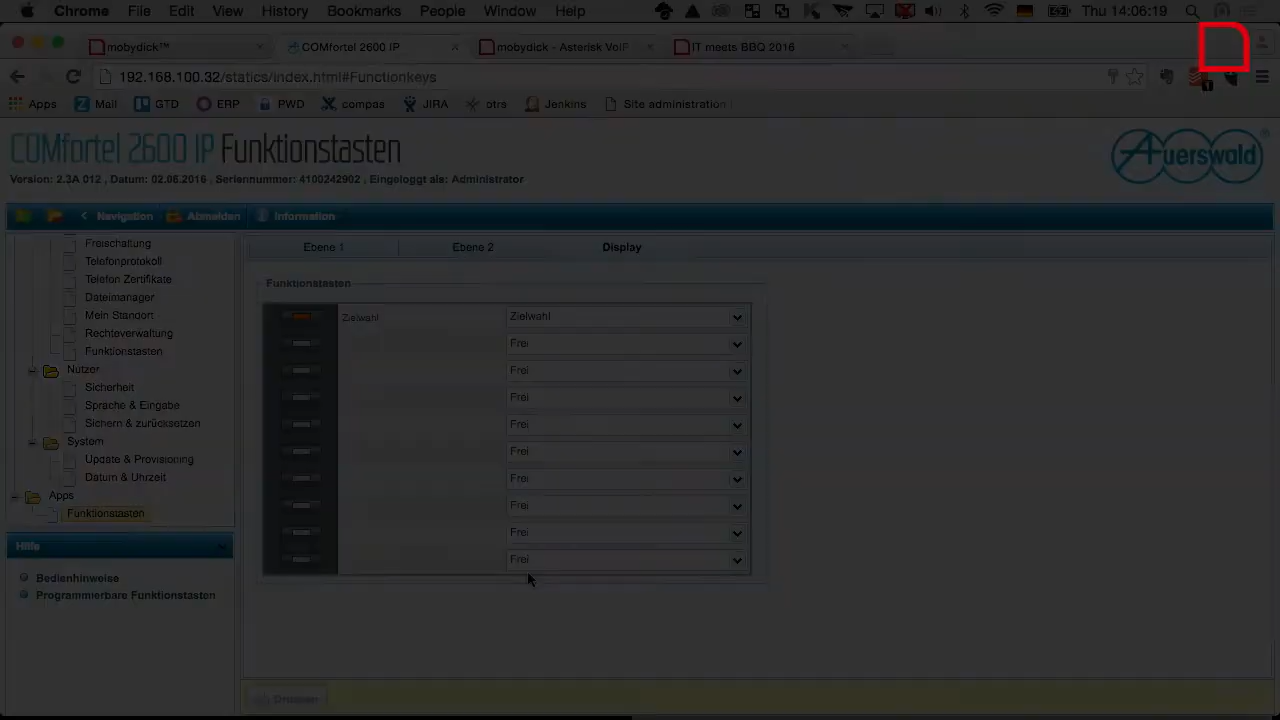 Chrome File Edit View History Bookmarks People Window Help Thu 14:06:19
mobydick™ COMfortel 2600 IP mobydick - Asterisk VoIP IT meets BBQ 2016
192.168.100.32/statics/index.html#Functionkeys
Apps Mail GTD ERP PWD compas JIRA otrs Jenkins Site administration
COMfortel 2600 IP Funktionstasten
Auerswald
Version: 2.3A 012 , Datum: 02.06.2016 , Seriennummer: 4100242902 , Eingeloggt als: Administrator
Navigation Abmelden Information
Freischaltung
Telefonprotokoll
Telefon Zertifikate
Dateimanager
Mein Standort
Rechteverwaltung
Funktionstasten
Nutzer
Sicherheit
Sprache & Eingabe
Sichern & zurücksetzen
System
Update & Provisioning
Datum & Uhrzeit
Apps
Funktionstasten
Hilfe
Bedienhinweise
Programmierbare Funktionstasten
Ebene 1 Ebene 2 Display
Funktionstasten
Zielwahl Zielwahl
Frei
Frei
Frei
Frei
Frei
Frei
Frei
Frei
Frei
Drucken